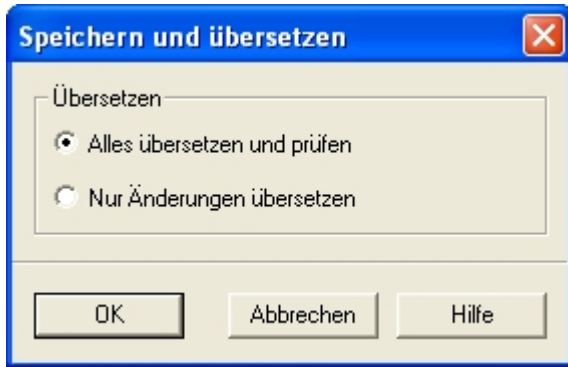 Speichern und übersetzen
Übersetzen
Alles übersetzen und prüfen
Nur Änderungen übersetzen
OK Abbrechen Hilfe